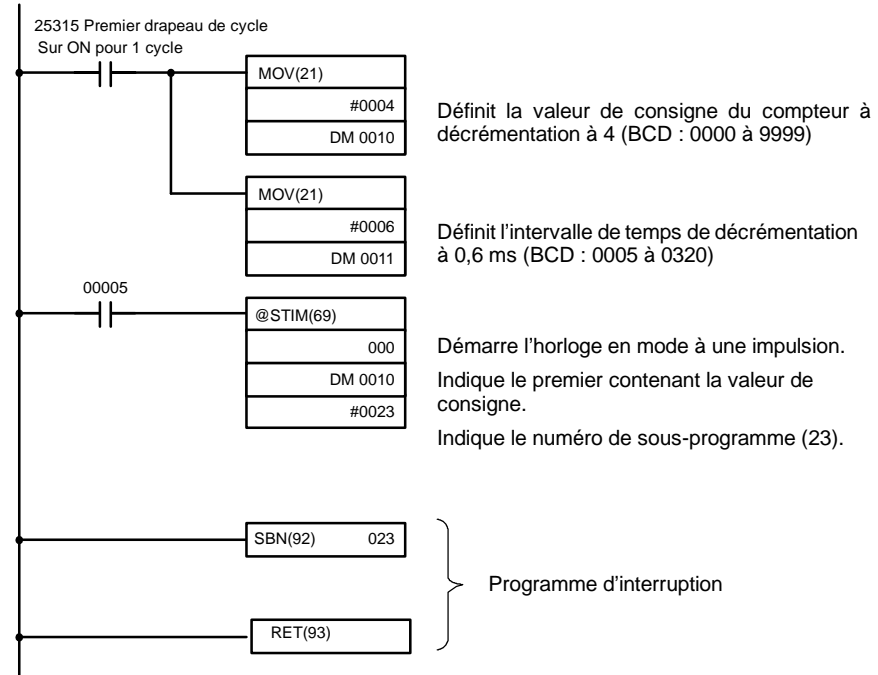 25315 Premier drapeau de cycle
Sur ON pour 1 cycle
MOV(21)
#0004
DM 0010
Définit la valeur de consigne du compteur à
décrémentation à 4 (BCD : 0000 à 9999)
MOV(21)
#0006
DM 0011
Définit l'intervalle de temps de décrémentation
à 0,6 ms (BCD : 0005 à 0320)
00005
@STIM(69)
000
DM 0010
#0023
Démarre l'horloge en mode à une impulsion.
Indique le premier contenant la valeur de
consigne.
Indique le numéro de sous-programme (23).
SBN(92) 023
Programme d'interruption
RET(93)